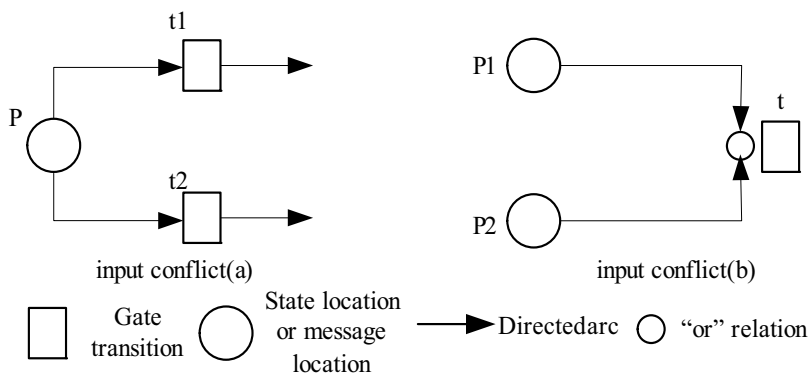 t1
P
t2
input conflict(a)
P1
t
P2
input conflict(b)
Gate
transition
State location
or message
location
Directedarc
“or” relation